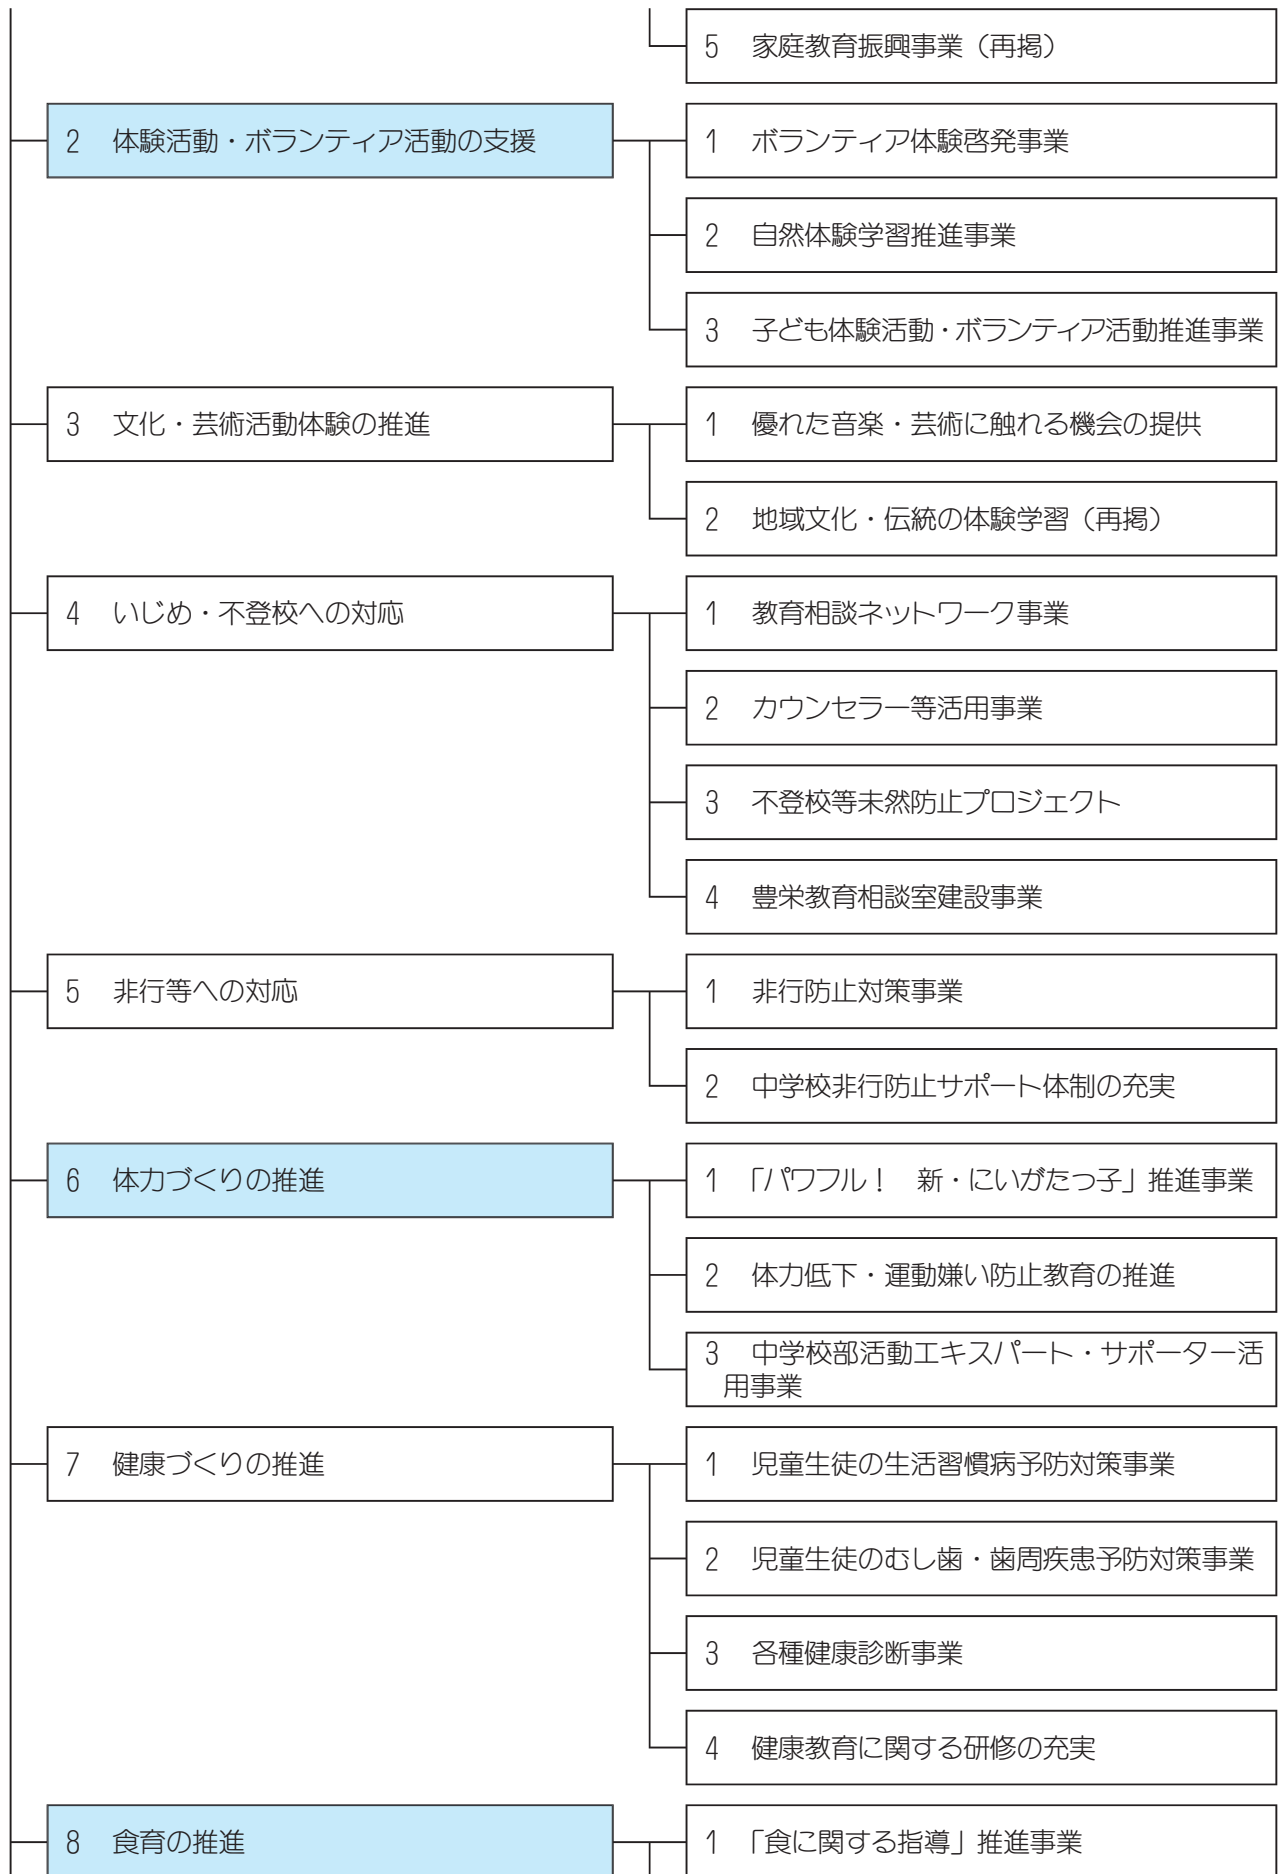 5　家庭教育振興事業（再掲）
2　体験活動・ボランティア活動の支援
1　ボランティア体験啓発事業
2　自然体験学習推進事業
3　子ども体験活動・ボランティア活動推進事業
3　文化・芸術活動体験の推進
1　優れた音楽・芸術に触れる機会の提供
2　地域文化・伝統の体験学習（再掲）
4　いじめ・不登校への対応
1　教育相談ネットワーク事業
2　カウンセラー等活用事業
3　不登校等未然防止プロジェクト
4　豊栄教育相談室建設事業
5　非行等への対応
1　非行防止対策事業
2　中学校非行防止サポート体制の充実
6　体力づくりの推進
1　「パワフル！　新・にいがたっ子」推進事業
2　体力低下・運動嫌い防止教育の推進
3　中学校部活動エキスパート・サポーター活
用事業
7　健康づくりの推進
1　児童生徒の生活習慣病予防対策事業
2　児童生徒のむし歯・歯周疾患予防対策事業
3　各種健康診断事業
4　健康教育に関する研修の充実
8　食育の推進
1　「食に関する指導」推進事業